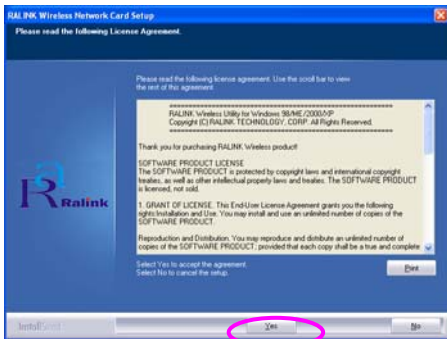 RALINK Wireless Network Card Setup
Please read the following License Agreement.
Please read the following license agreement. Use the scroll bar to view
the rest of this agreement
================================================
RALINK Wireless Utility for Windows 98/ME/2000/XP
Copyright (C) RALINK TECHNOLOGY, CORP. All Rights Reserved.
================================================
Thank you for purchasing RALINK Wireless product!
SOFTWARE PRODUCT LICENSE
The SOFTWARE PRODUCT is protected by copyright laws and international copyright
treaties, as well as other intellectual property laws and treaties. The SOFTWARE PRODUCT
is licensed, not sold.
1. GRANT OF LICENSE. This End-User License Agreement grants you the following
rights:Installation and Use. You may install and use an unlimited number of copies of the
SOFTWARE PRODUCT.
Reproduction and Distribution. You may reproduce and distribute an unlimited number of
copies of the SOFTWARE PRODUCT; provided that each copy shall be a true and complete
Ralink
Select Yes to accept the agreement.
Select No to cancel the setup.
Print
InstallShield
Yes
No